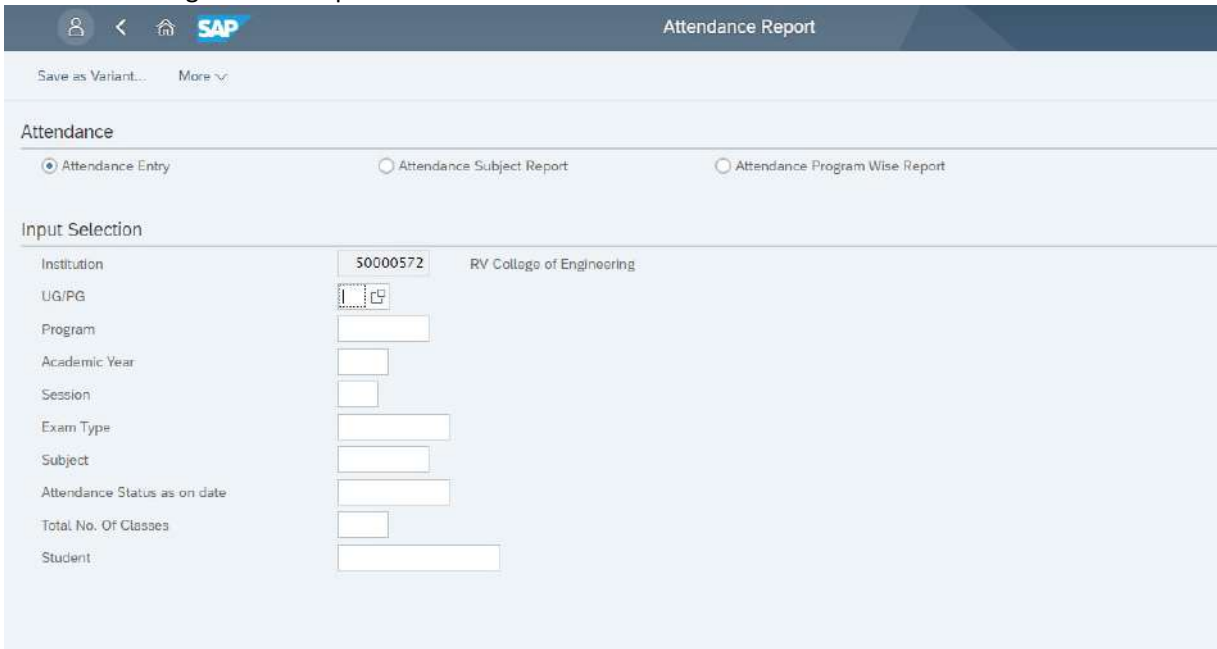 SAP Attendance Report
Save as Variant... More
Attendance
Attendance Entry Attendance Subject Report Attendance Program Wise Report
Input Selection
Institution 50000572 RV College of Engineering
UG/PG
Program
Academic Year
Session
Exam Type
Subject
Attendance Status as on date
Total No. Of Classes
Student